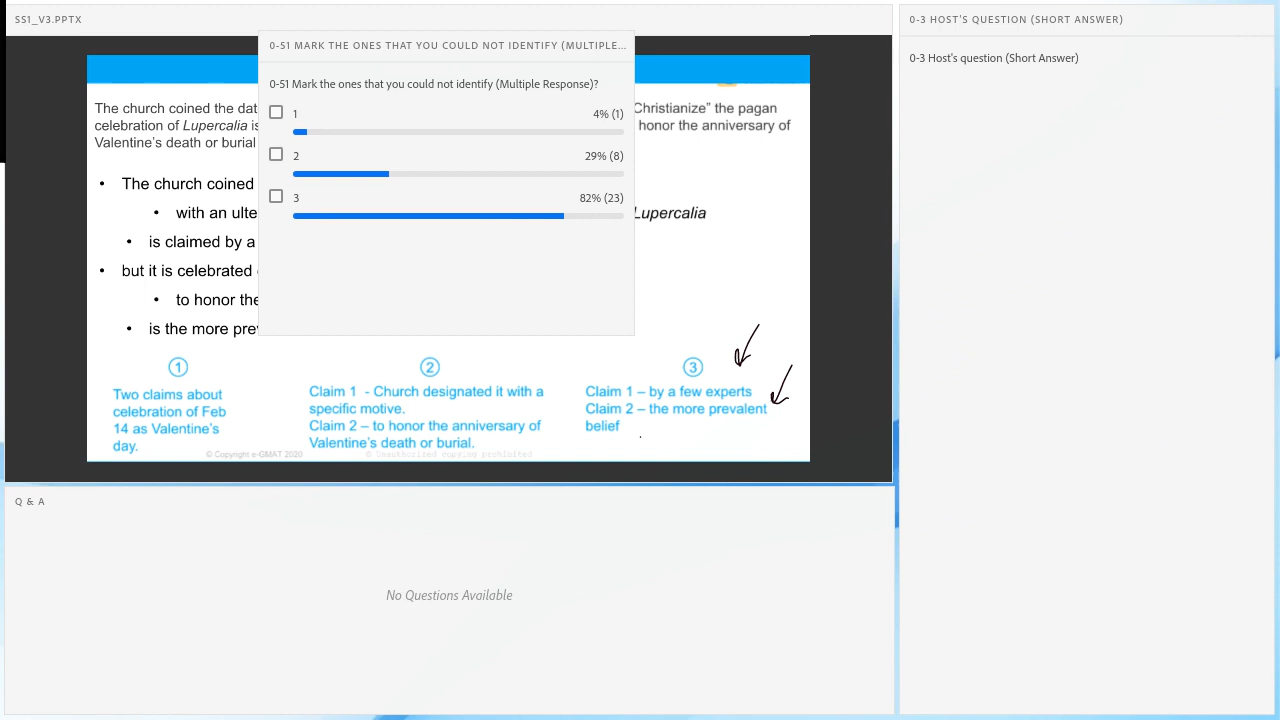 SS1_V3.PPTX
0-3 HOST'S QUESTION (SHORT ANSWER)
0-3 Host's question (Short Answer)
0-51 MARK THE ONES THAT YOU COULD NOT IDENTIFY (MULTIPLE...
0-51 Mark the ones that you could not identify (Multiple Response)?
1 4% (1)
2 29% (8)
3 82% (23)
The church coined the dat Christianize” the pagan
celebration of Lupercalia is honor the anniversary of
Valentine’s death or burial
• The church coined
• with an ulte Lupercalia
• is claimed by a
• but it is celebrated
• to honor the
• is the more prev
1
Two claims about
celebration of Feb
14 as Valentine’s
day.
2
Claim 1 - Church designated it with a
specific motive.
Claim 2 – to honor the anniversary of
Valentine’s death or burial.
3
Claim 1 – by a few experts
Claim 2 – the more prevalent
belief
© Copyright e-GMAT 2020
© Unauthorized copying prohibited
Q & A
No Questions Available